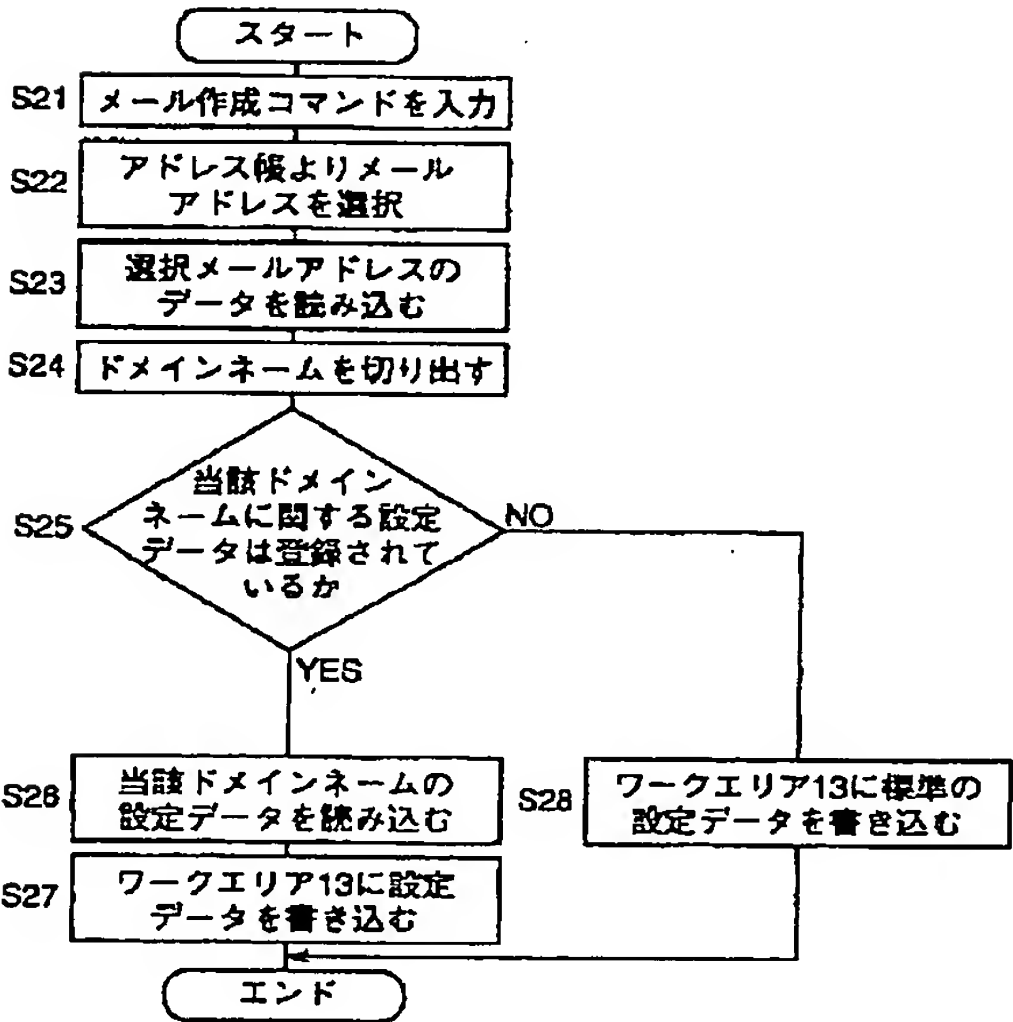 スタート
S21
メール作成コマンドを入力
S22
アドレス帳よりメール
アドレスを選択
S23
選択メールアドレスの
データを読み込む
S24
ドメインネームを切り出す
S25
当該ドメイン
ネームに関する設定
データは登録されて
いるか
NO
YES
S26
当該ドメインネームの
設定データを読み込む
S28
ワークエリア13に標準の
設定データを書き込む
S27
ワークエリア13に設定
データを書き込む
エンド